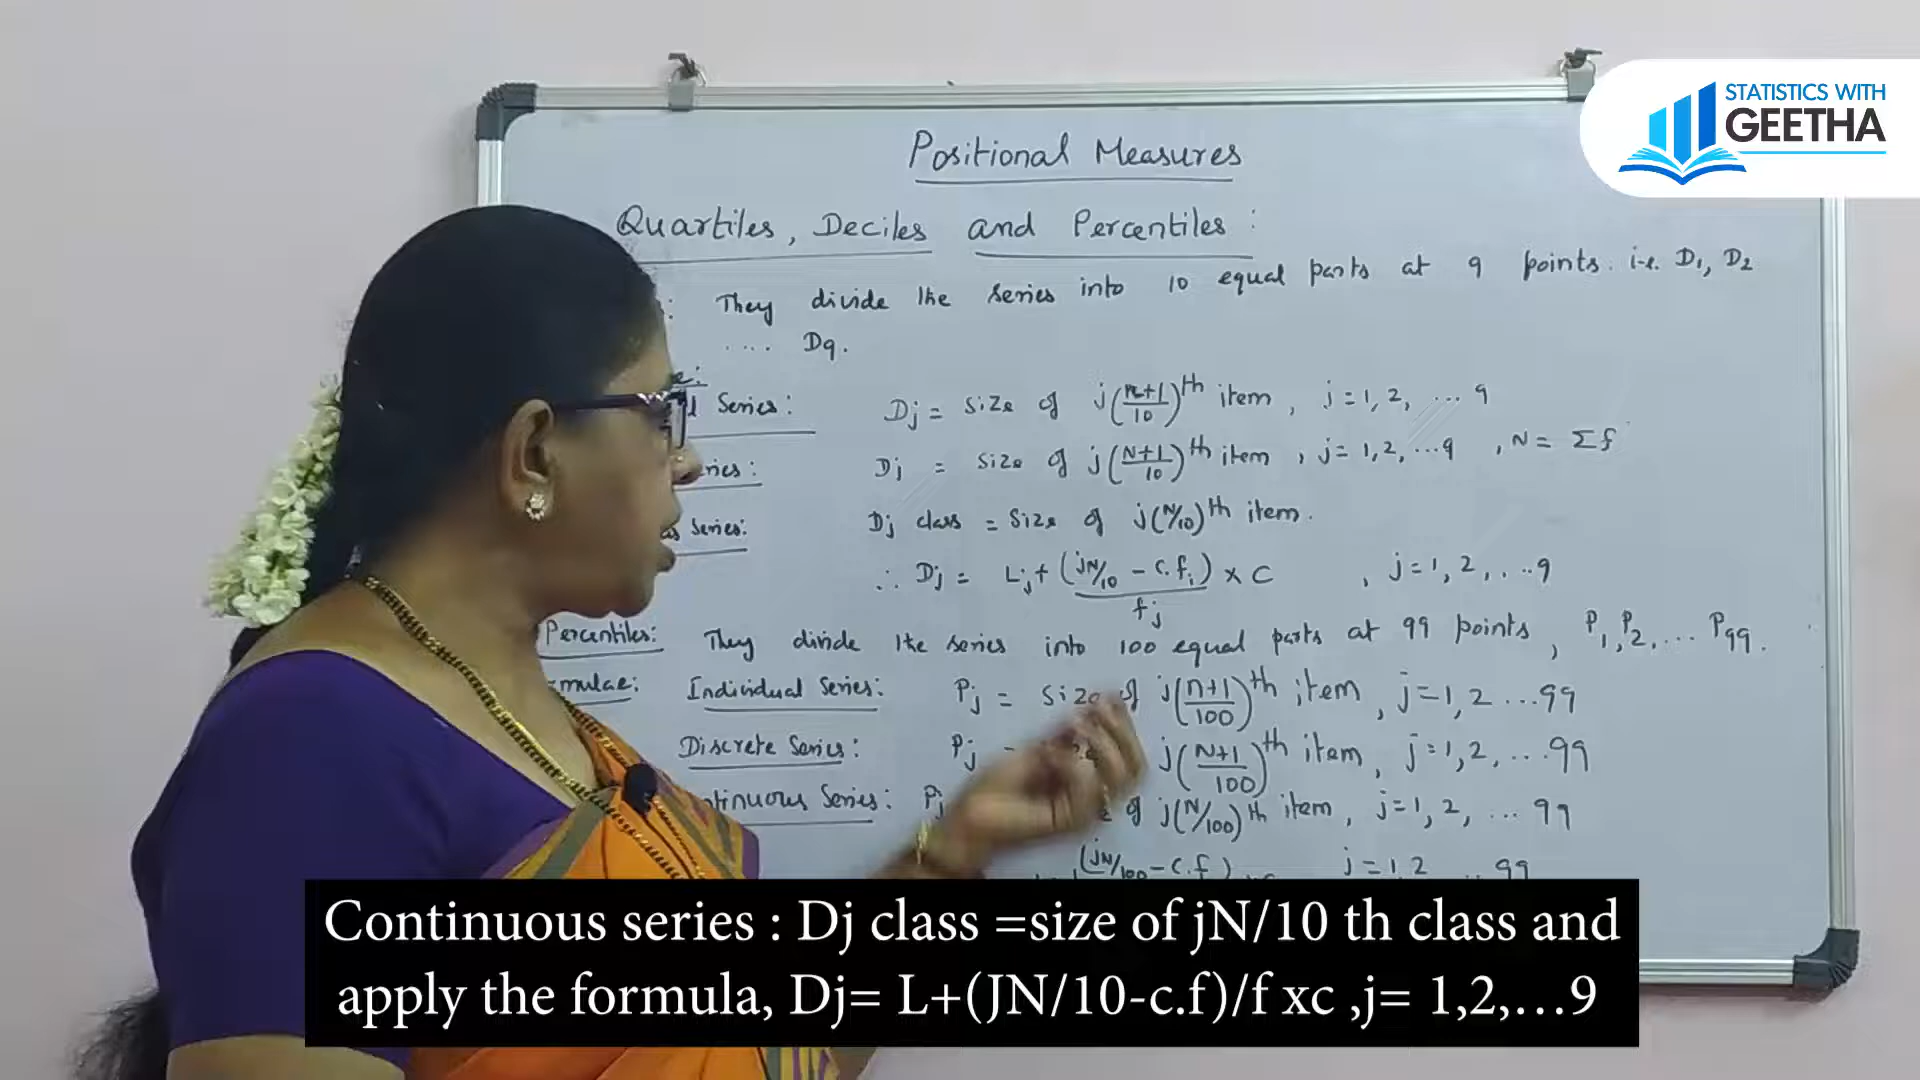 STATISTICS WITH
GEETHA
Positional Measures
Quartiles, Deciles and Percentiles:
: They divide the series into 10 equal parts at 9 points. i.e. D1, D2
.... D9.
Series: Dj = Size of j(n+1/10)th item, j = 1, 2, ... 9
Dj = Size of j(N+1/10)th item, j = 1, 2, ...9, N = Σf
Series: Dj class = Size of j(N/10)th item.
∴ Dj = Lj + (jN/10 - c.fj)/fj x C, j = 1, 2, ...9
Percentiles: They divide the series into 100 equal parts at 99 points, P1, P2, ... P99.
Individual Series: Pj = Size of j(n+1/100)th item, j = 1, 2 ...99
Discrete Series: Pj = j(N+1/100)th item, j = 1, 2, ...99
Series: Pj of j(N/100)th item, j = 1, 2, ... 99
(jN/100 - c.f) j = 1, 2 ... 99
Continuous series : Dj class =size of jN/10 th class and
apply the formula, Dj= L+(JN/10-c.f)/f xc ,j= 1,2,…9